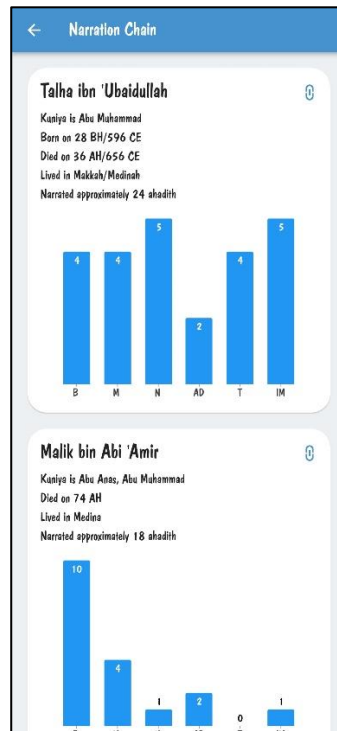 Narration Chain
Talha ibn 'Ubaidullah
Kuniya is Abu Muhammad
Born on 28 BH/596 CE
Died on 36 AH/656 CE
Lived in Makkah/Medinah
Narrated approximately 24 ahadith
4 4 5 2 4 5
B M N AD T IM
Malik bin Abi 'Amir
Kuniya is Abu Anas, Abu Muhammad
Died on 74 AH
Lived in Medina
Narrated approximately 18 ahadith
10 4 1 2 0 1